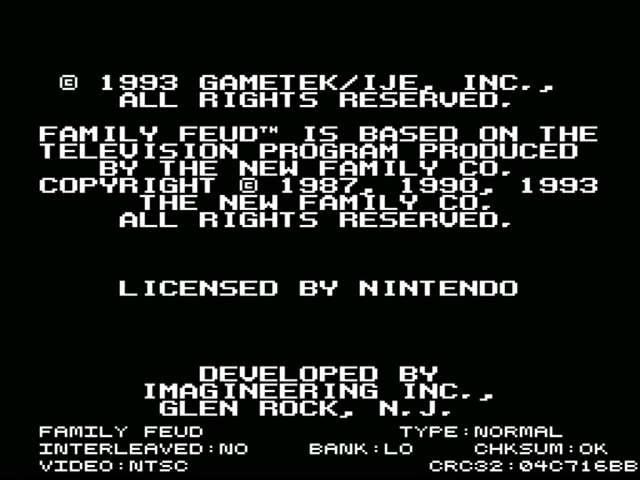 © 1993 GAMETEK/IJE, INC.,
ALL RIGHTS RESERVED.
FAMILY FEUD™ IS BASED ON THE
TELEVISION PROGRAM PRODUCED
BY THE NEW FAMILY CO.
COPYRIGHT © 1987, 1990, 1993
THE NEW FAMILY CO.
ALL RIGHTS RESERVED.
LICENSED BY NINTENDO
DEVELOPED BY
IMAGINEERING INC.,
GLEN ROCK, N.J.
FAMILY FEUD TYPE:NORMAL
INTERLEAVED:NO BANK:LO CHKSUM:OK
VIDEO:NTSC CRC32:04C716BB